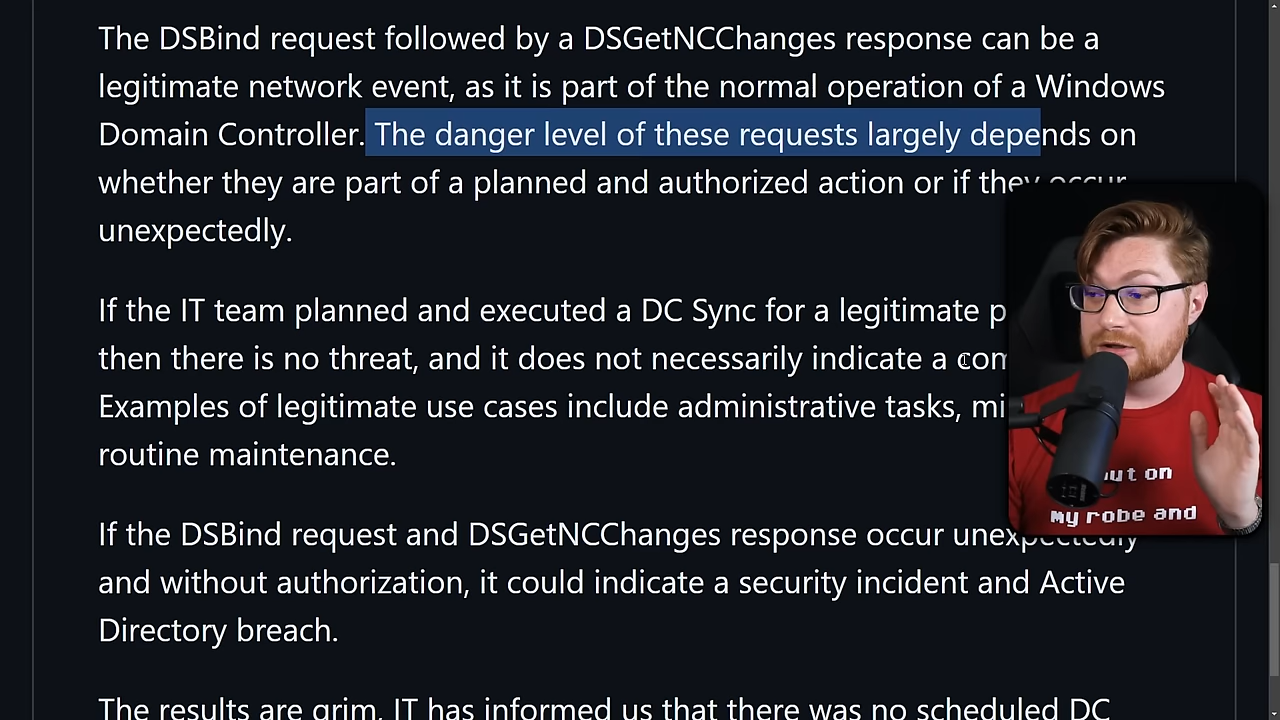 The DSBind request followed by a DSGetNCChanges response can be a
legitimate network event, as it is part of the normal operation of a Windows
Domain Controller. The danger level of these requests largely depends on
whether they are part of a planned and authorized action or if they occur
unexpectedly.
If the IT team planned and executed a DC Sync for a legitimate
then there is no threat, and it does not necessarily indicate a
Examples of legitimate use cases include administrative tasks,
routine maintenance.
If the DSBind request and DSGetNCChanges response occur unexpectedly
and without authorization, it could indicate a security incident and Active
Directory breach.
The results are grim, IT has informed us that there was no scheduled DC
on
my robe and